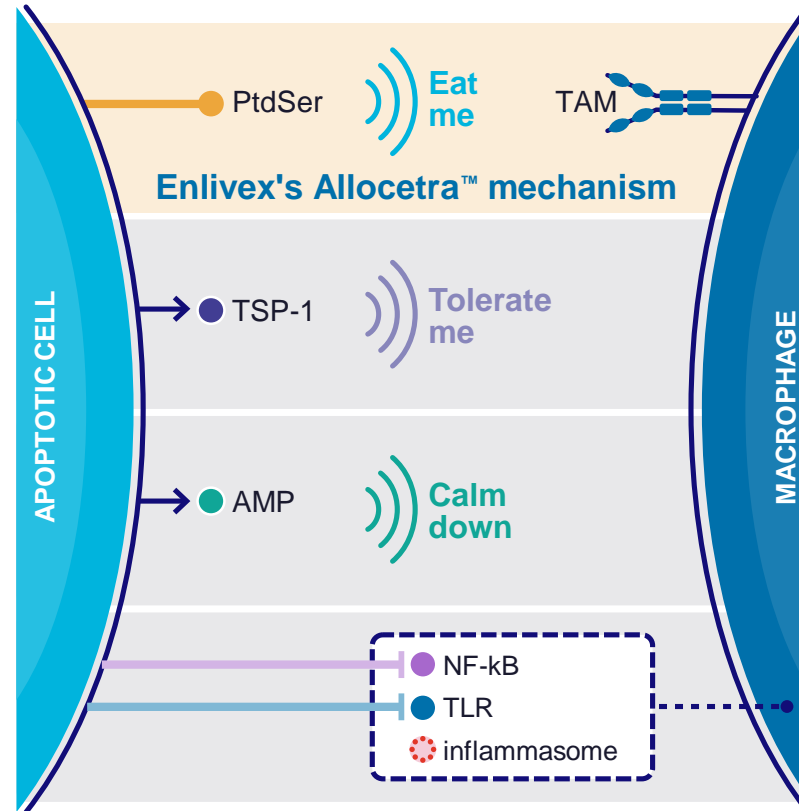 PtdSer
Eat
me
TAM
Enlivex's Allocetra™ mechanism
APOPTOTIC CELL
MACROPHAGE
TSP-1
Tolerate
me
AMP
Calm
down
NF-kB
TLR
inflammasome